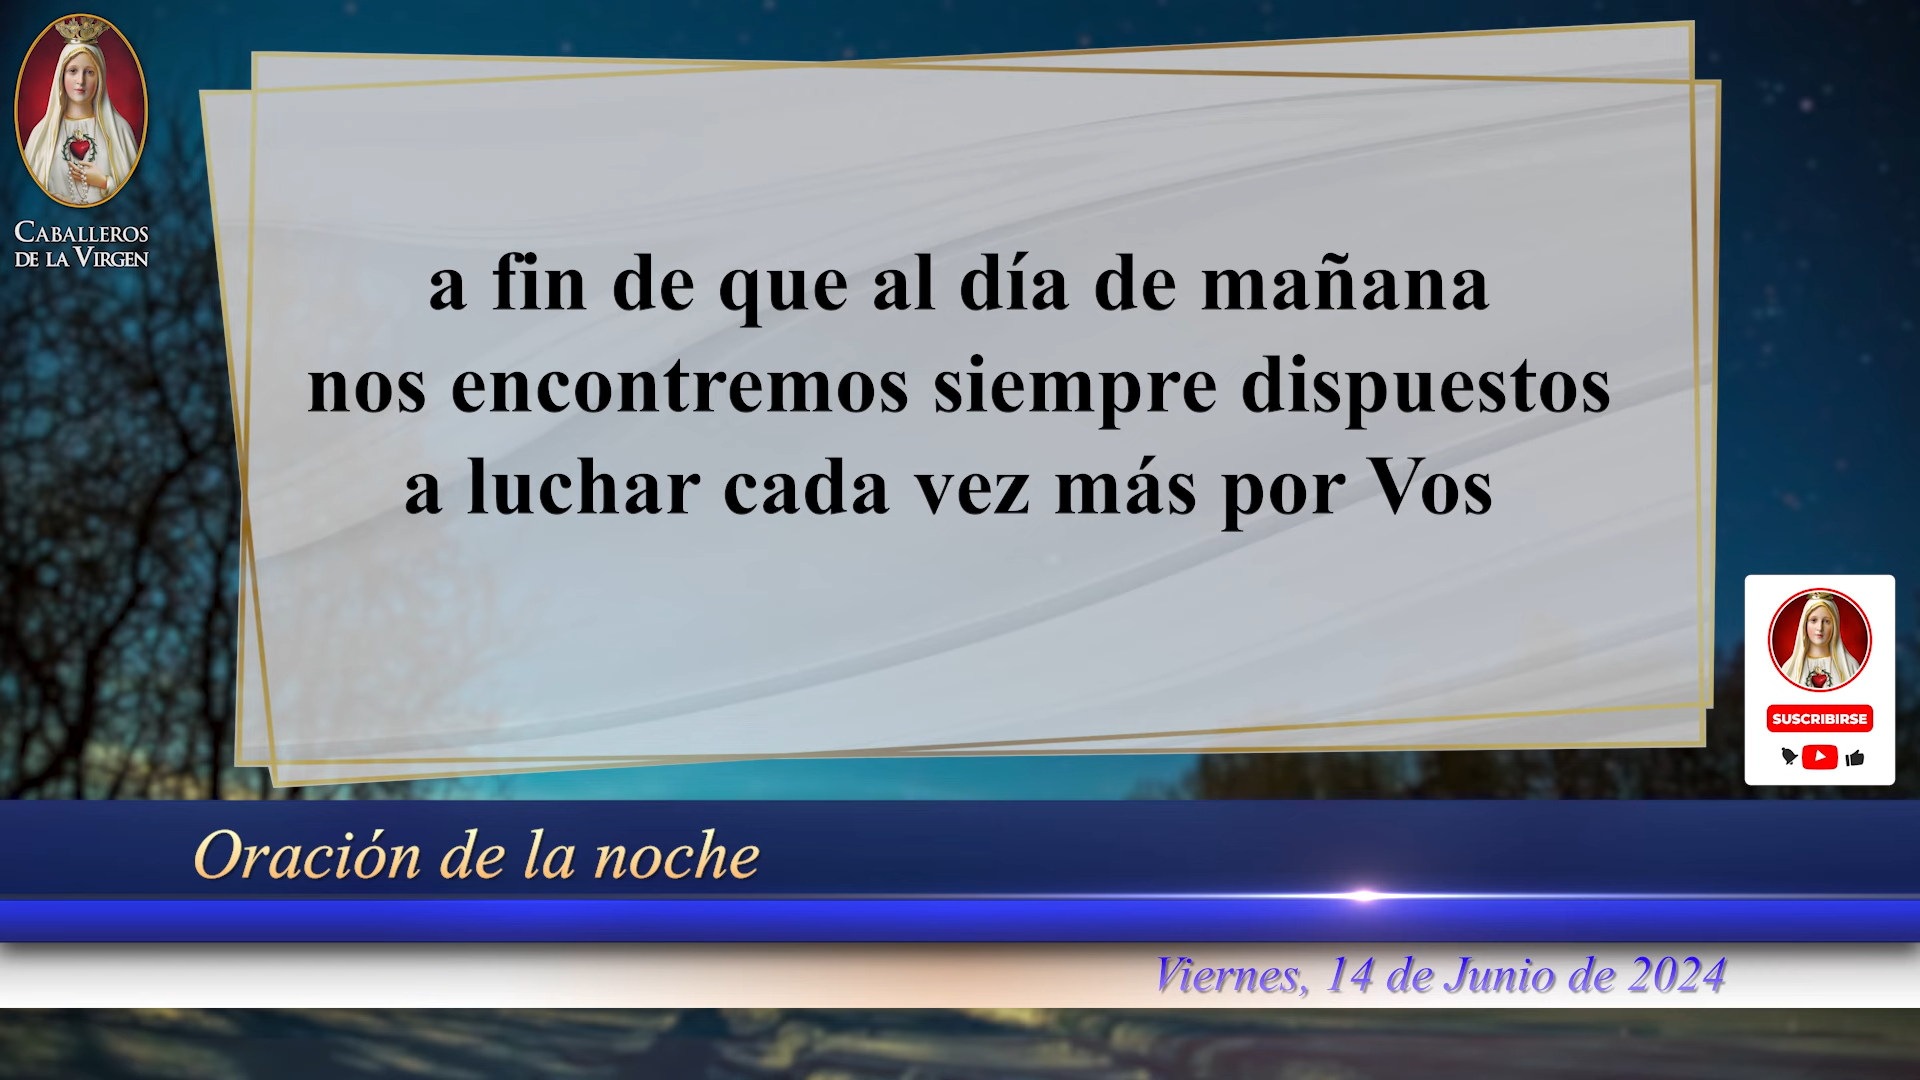 CABALLEROS
DE LA VIRGEN
a fin de que al día de mañana
nos encontremos siempre dispuestos
a luchar cada vez más por Vos
SUSCRIBIRSE
Oración de la noche
Viernes, 14 de Junio de 2024